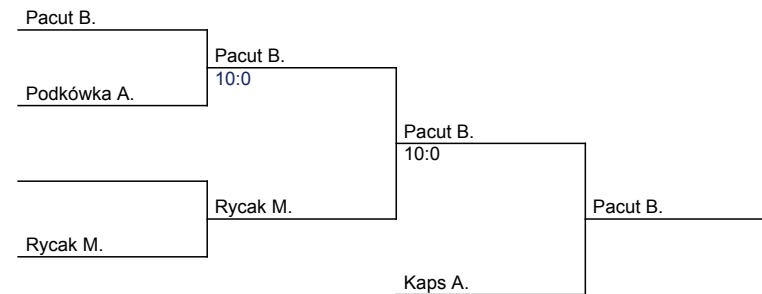 Pacut B.
Pacut B.
10:0
Podkówka A.
Pacut B.
10:0
Rycak M.
Pacut B.
Rycak M.
Kaps A.